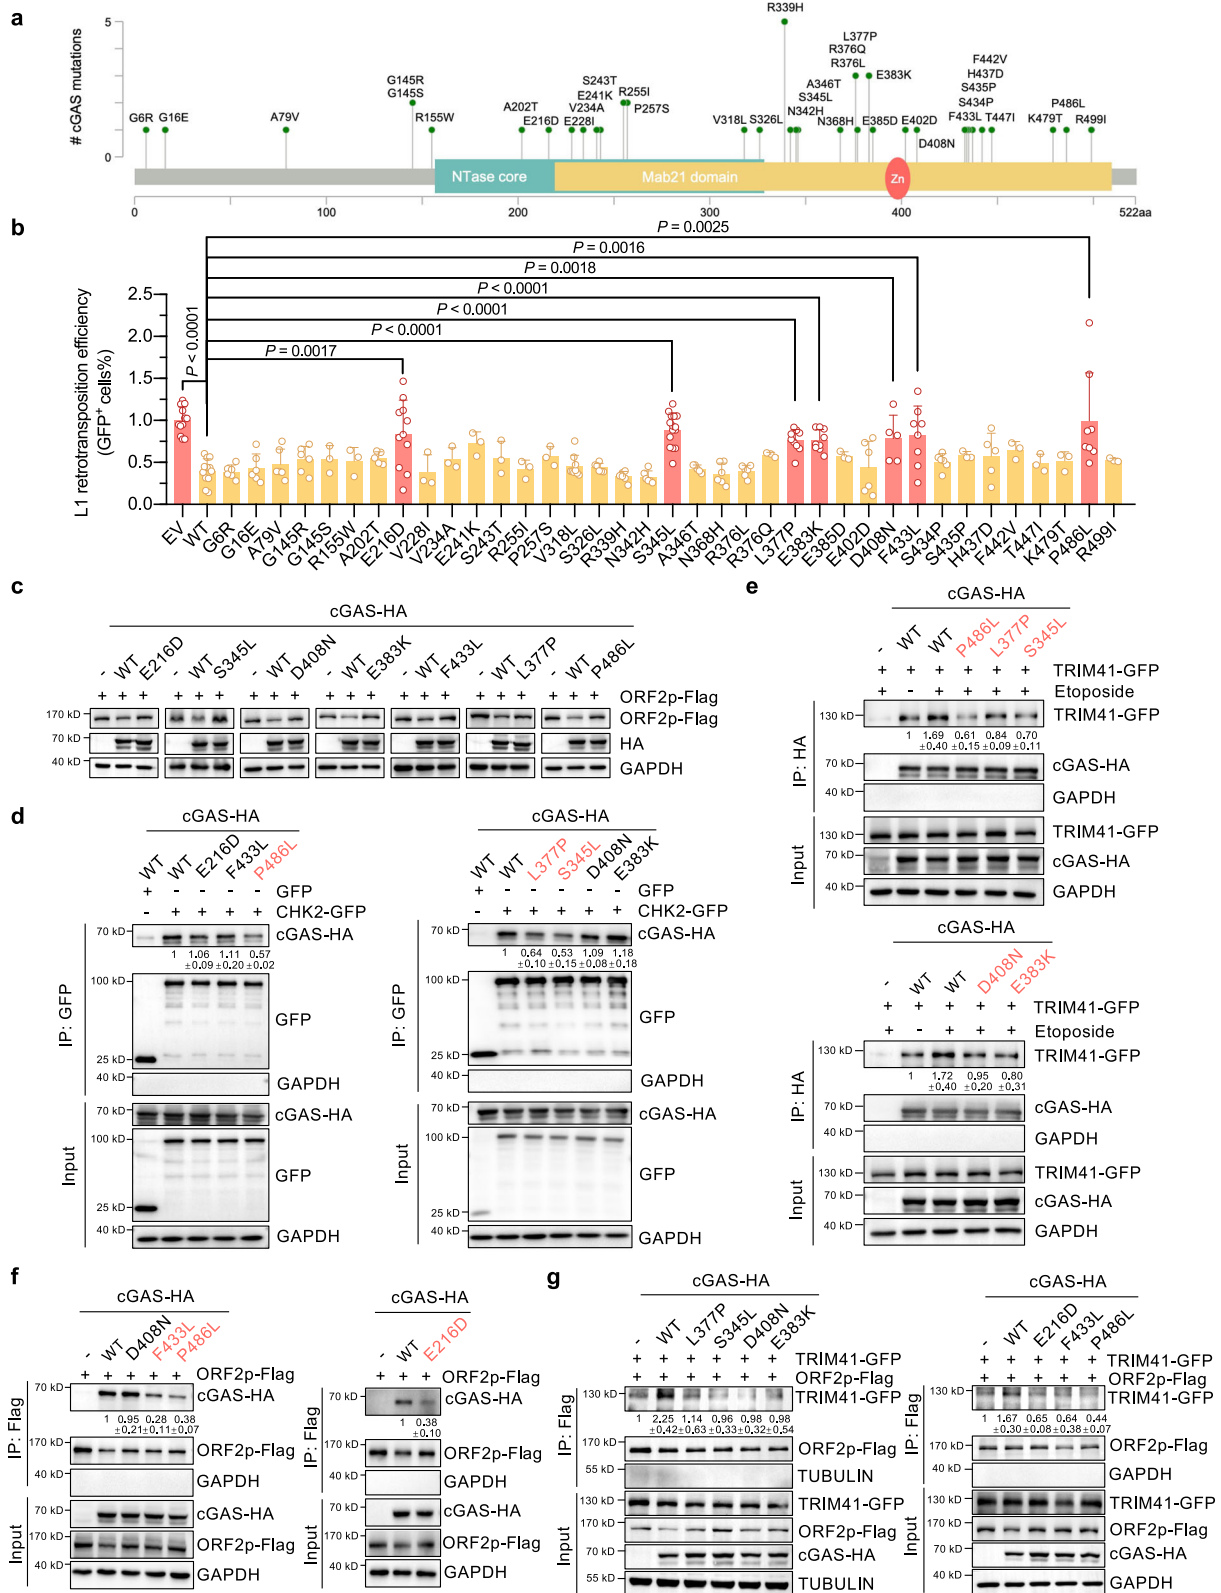 a
# cGAS mutations
5
0
G6R
G16E
A79V
G145R
G145S
R155W
A202T
E216D
S243T
E241K
V234A
E228I
R255I
P257S
V318L
S326L
R339H
A346T
S345L
N342H
L377P
R376Q
R376L
N368H
E383K
E385D
E402D
D408N
F442V
H437D
S435P
S434P
F433L
T447I
K479T
P486L
R499I
NTase core
Mab21 domain
Zn
0 100 200 300 400 522aa
b
L1 retrotransposition efficiency
(GFP⁺ cells%)
2.5
2.0
1.5
1.0
0.5
0.0
P < 0.0001
P = 0.0017
P < 0.0001
P < 0.0001
P < 0.0001
P = 0.0018
P = 0.0016
P = 0.0025
EV WT G6R G16E A79V G145R G145S R155W A202T E216D V228I V234A E241K S243T R255I P257S V318L S326L R339H N342H S345L A346T N368H R376L R376Q L377P E383K E385D E402D D408N F433L S434P S435P H437D F442V T447I K479T P486L R499I
c
cGAS-HA
- WT E216D - WT S345L - WT D408N - WT E383K - WT F433L - WT L377P - WT P486L
+ + + + + + + + + + + + + + + + + + + + + ORF2p-Flag
170 kD ORF2p-Flag
70 kD HA
40 kD GAPDH
d
cGAS-HA
WT WT E216D F433L P486L
+ - - - - GFP
- + + + + CHK2-GFP
IP: GFP
70 kD cGAS-HA
1 1.06 1.11 0.57
±0.09 ±0.20 ±0.02
100 kD
GFP
25 kD
40 kD GAPDH
Input
70 kD cGAS-HA
100 kD
GFP
25 kD
40 kD GAPDH
cGAS-HA
WT WT L377P S345L D408N E383K
+ - - - - - GFP
- + + + + + CHK2-GFP
IP: GFP
70 kD cGAS-HA
1 0.64 0.53 1.09 1.18
±0.10 ±0.15 ±0.08 ±0.18
100 kD
GFP
25 kD
40 kD GAPDH
Input
70 kD cGAS-HA
100 kD
GFP
25 kD
40 kD GAPDH
e
cGAS-HA
- WT WT P486L L377P S345L
+ + + + + + TRIM41-GFP
+ - + + + + Etoposide
IP: HA
130 kD TRIM41-GFP
1 1.69 0.61 0.84 0.70
±0.40 ±0.15 ±0.09 ±0.11
70 kD cGAS-HA
40 kD GAPDH
Input
130 kD TRIM41-GFP
70 kD cGAS-HA
40 kD GAPDH
cGAS-HA
- WT WT D408N E383K
+ + + + + TRIM41-GFP
+ - + + + Etoposide
IP: HA
130 kD TRIM41-GFP
1 1.72 0.95 0.80
±0.40 ±0.20 ±0.31
70 kD cGAS-HA
40 kD GAPDH
Input
130 kD TRIM41-GFP
70 kD cGAS-HA
40 kD GAPDH
f
cGAS-HA
- WT D408N F433L P486L
+ + + + + ORF2p-Flag
IP: Flag
70 kD cGAS-HA
1 0.95 0.28 0.38
±0.21 ±0.11 ±0.07
170 kD ORF2p-Flag
40 kD GAPDH
Input
70 kD cGAS-HA
170 kD ORF2p-Flag
40 kD GAPDH
cGAS-HA
- WT E216D
+ + + ORF2p-Flag
IP: Flag
70 kD cGAS-HA
1 0.38
±0.10
170 kD ORF2p-Flag
40 kD GAPDH
Input
70 kD cGAS-HA
170 kD ORF2p-Flag
40 kD GAPDH
g
cGAS-HA
- WT L377P S345L D408N E383K
+ + + + + + TRIM41-GFP
+ + + + + + ORF2p-Flag
IP: Flag
130 kD TRIM41-GFP
1 2.25 1.14 0.96 0.98 0.98
±0.42 ±0.63 ±0.33 ±0.32 ±0.54
170 kD ORF2p-Flag
55 kD TUBULIN
Input
130 kD TRIM41-GFP
170 kD ORF2p-Flag
70 kD cGAS-HA
55 kD TUBULIN
cGAS-HA
- WT E216D F433L P486L
+ + + + + TRIM41-GFP
+ + + + + ORF2p-Flag
IP: Flag
130 kD TRIM41-GFP
1 1.67 0.65 0.64 0.44
±0.30 ±0.08 ±0.38 ±0.07
170 kD ORF2p-Flag
40 kD GAPDH
Input
130 kD TRIM41-GFP
170 kD ORF2p-Flag
70 kD cGAS-HA
40 kD GAPDH